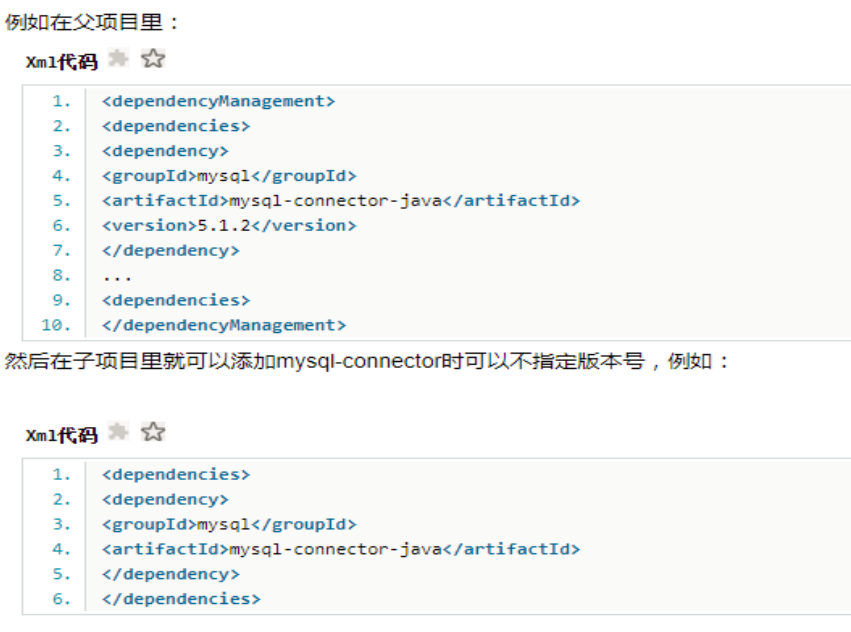 例如在父项目里：
Xml代码
1. <dependencyManagement>
2. <dependencies>
3. <dependency>
4. <groupId>mysql</groupId>
5. <artifactId>mysql-connector-java</artifactId>
6. <version>5.1.2</version>
7. </dependency>
8. ...
9. <dependencies>
10. </dependencyManagement>
然后在子项目里就可以添加mysql-connector时可以不指定版本号，例如：
Xml代码
1. <dependencies>
2. <dependency>
3. <groupId>mysql</groupId>
4. <artifactId>mysql-connector-java</artifactId>
5. </dependency>
6. </dependencies>